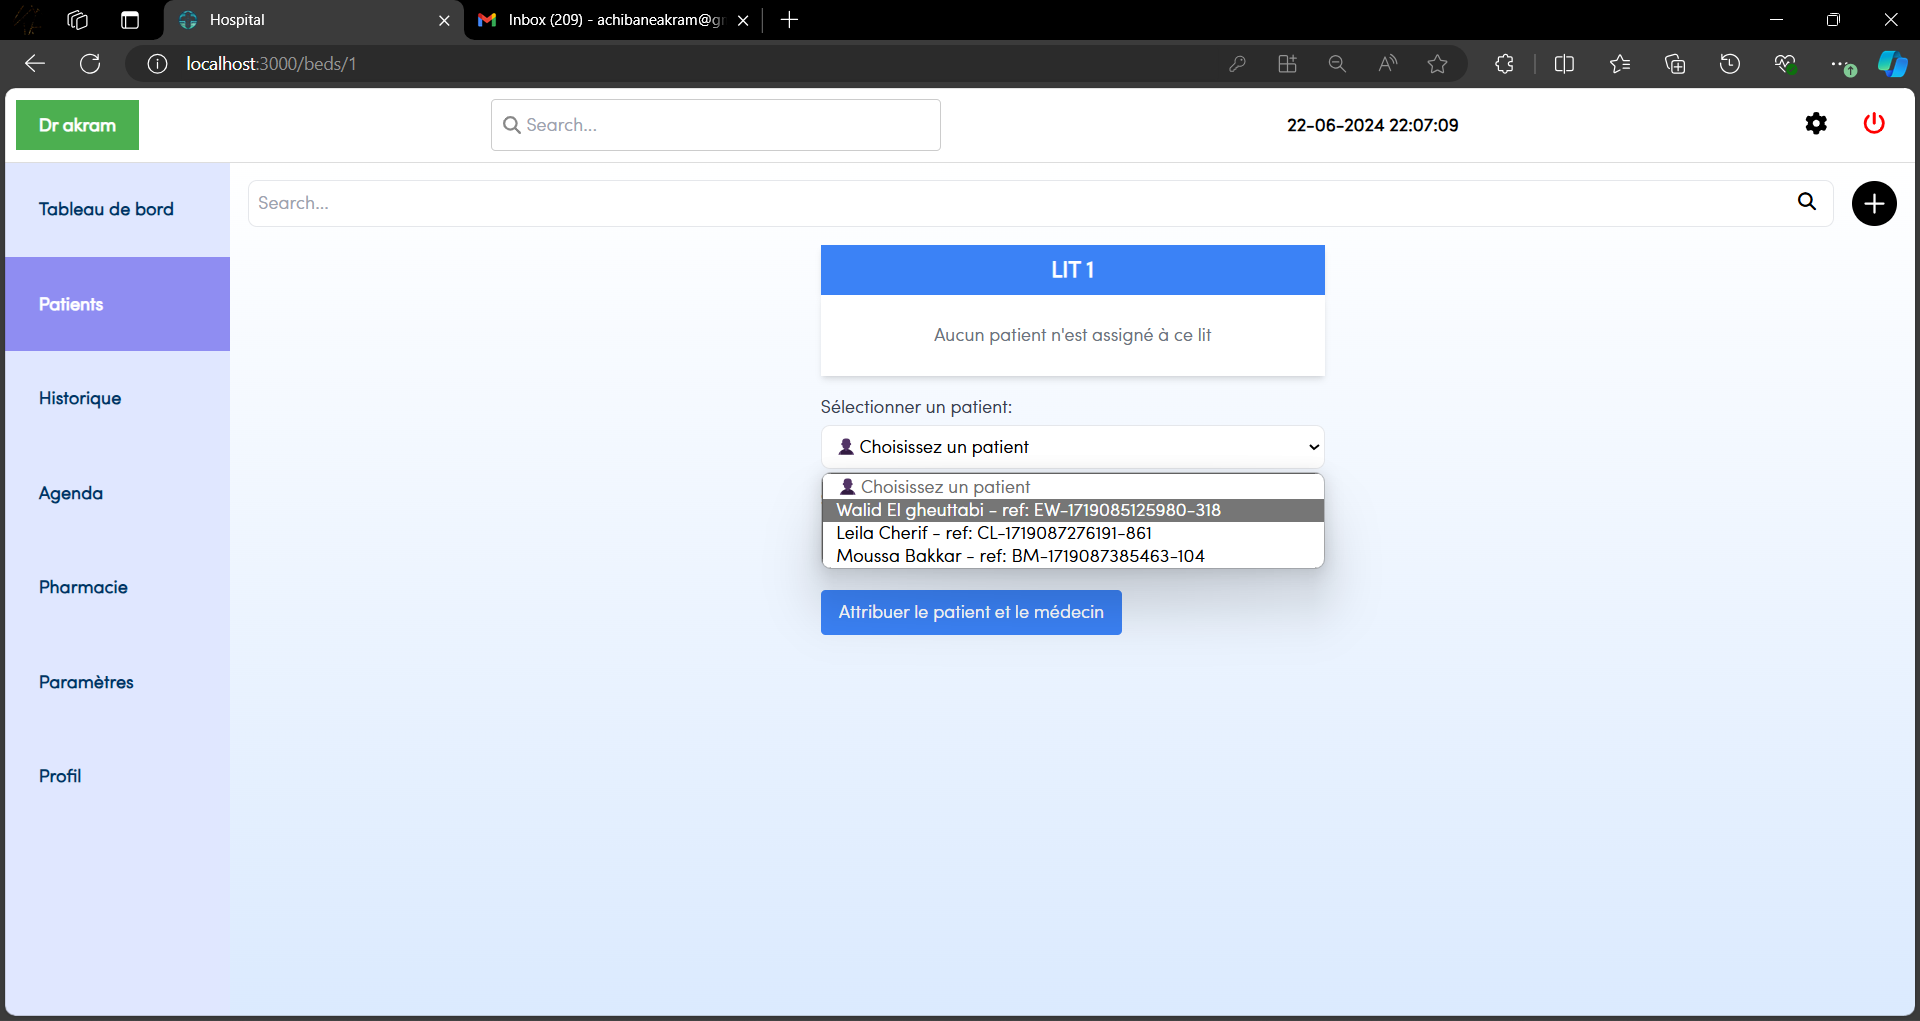 Hospital
Inbox (209) - achibaneakram@gr
localhost:3000/beds/1
Dr akram
Search...
22-06-2024 22:07:09
Tableau de bord
Patients
Historique
Agenda
Pharmacie
Paramètres
Profil
Search...
LIT 1
Aucun patient n'est assigné à ce lit
Sélectionner un patient:
Choisissez un patient
Choisissez un patient
Walid El gheuttabi - ref: EW-1719085125980-318
Leila Cherif - ref: CL-1719087276191-861
Moussa Bakkar - ref: BM-1719087385463-104
Attribuer le patient et le médecin